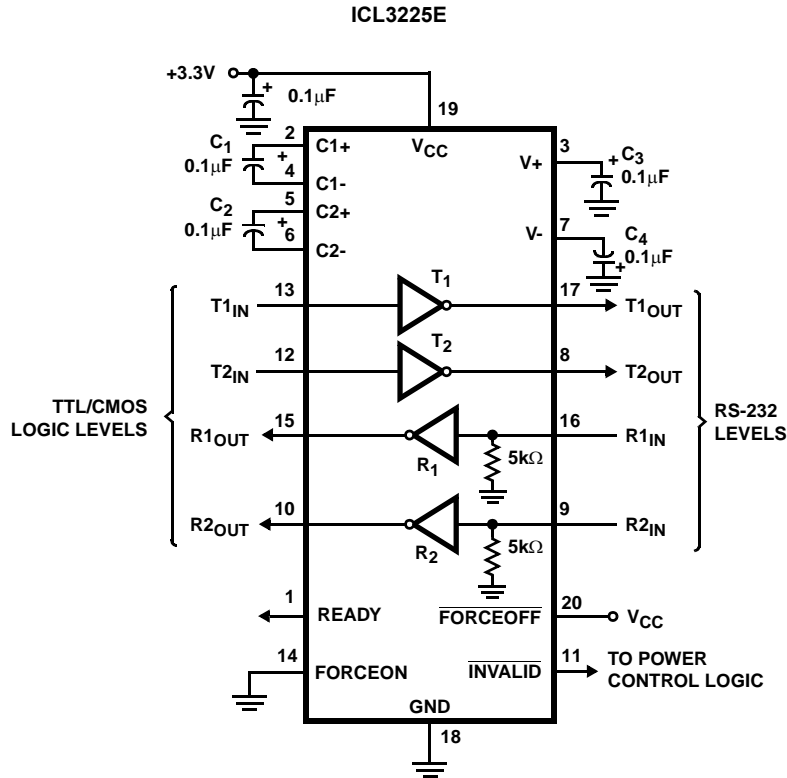 ICL3225E
+3.3V
+
0.1μF
19
2
C1+
VCC
3
C1
0.1μF
+
4
C1-
V+
+
C3
0.1μF
5
C2+
C2
0.1μF
+
6
C2-
7
V-
C4
0.1μF
+
T1IN
13
T1
17
T1OUT
T2IN
12
T2
8
T2OUT
TTL/CMOS
LOGIC LEVELS
R1OUT
15
R1
5kΩ
16
R1IN
RS-232
LEVELS
R2OUT
10
R2
5kΩ
9
R2IN
1
READY
FORCEOFF
20
VCC
14
FORCEON
INVALID
11
TO POWER
CONTROL LOGIC
GND
18